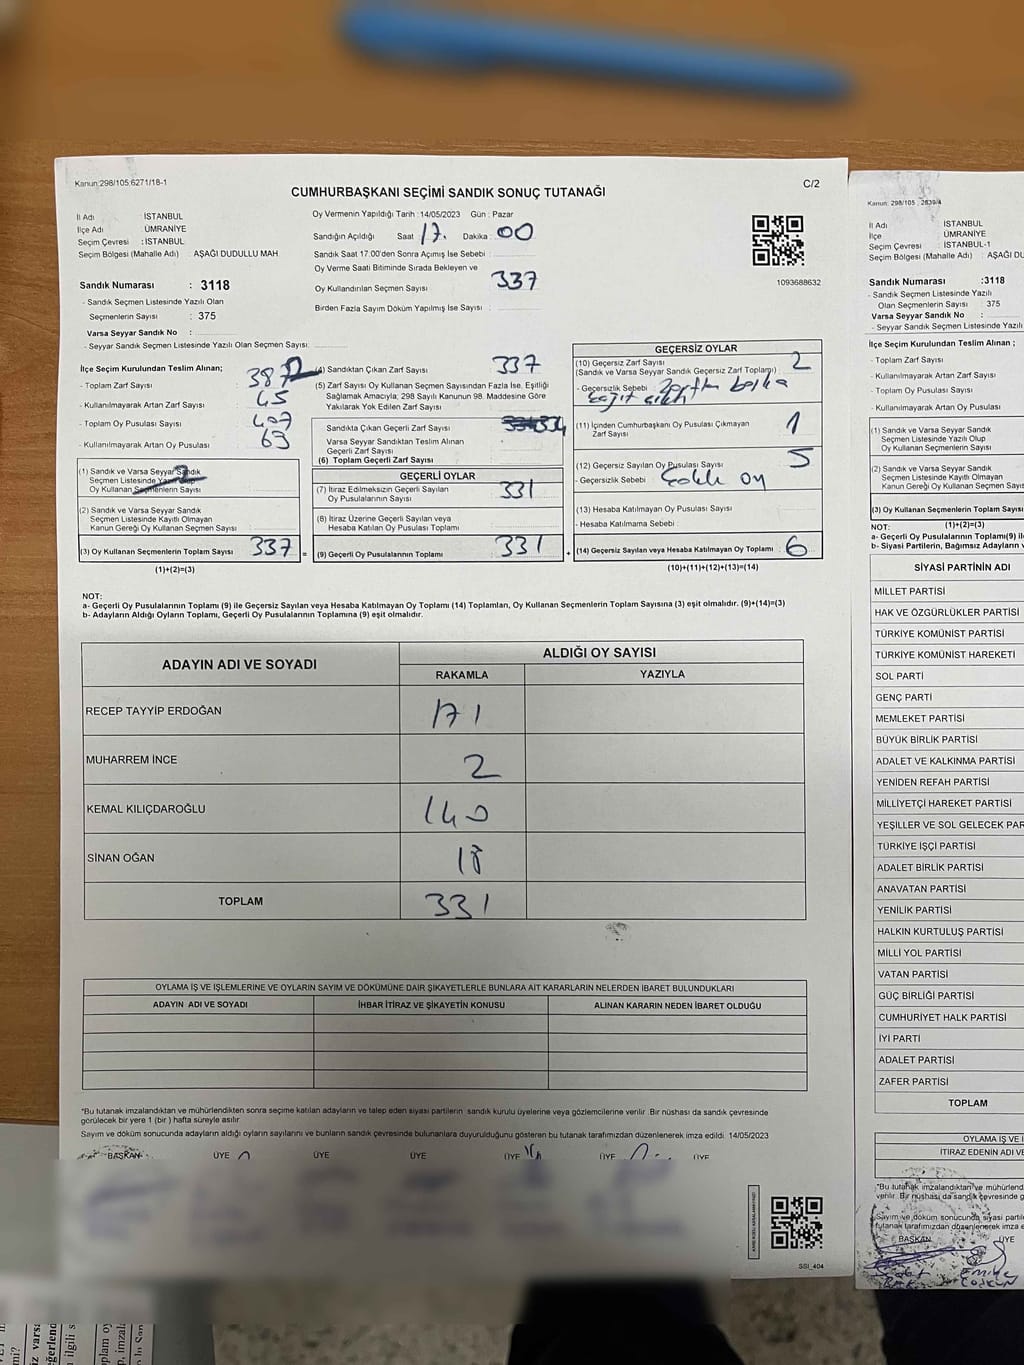 Kanun:298/105:6271/18-1
C/2
CUMHURBAŞKANI SEÇİMİ SANDIK SONUÇ TUTANAĞI
İl Adı : İSTANBUL
İlçe Adı : ÜMRANİYE
Seçim Çevresi : İSTANBUL
Seçim Bölgesi (Mahalle Adı) : AŞAĞI DUDULLU MAH.
Oy Vermenin Yapıldığı Tarih : 14/05/2023 Gün : Pazar
Sandığın Açıldığı Saat 17. Dakika 00
Sandık Saat 17:00'den Sonra Açımış İse Sebebi :
Oy Verme Saati Bitiminde Sırada Bekleyen ve
Oy Kullandırılan Seçmen Sayısı : 337
Birden Fazla Sayım Döküm Yapılmış İse Sayısı :
1093688632
Sandık Numarası : 3118
- Sandık Seçmen Listesinde Yazılı Olan
Seçmenlerin Sayısı : 375
Varsa Seyyar Sandık No :
- Seyyar Sandık Seçmen Listesinde Yazılı Olan Seçmen Sayısı:
İlçe Seçim Kurulundan Teslim Alınan;
- Toplam Zarf Sayısı : 38
- Kullanılmayarak Artan Zarf Sayısı : 45
- Toplam Oy Pusulası Sayısı : 407
- Kullanılmayarak Artan Oy Pusulası : 63
(1) Sandık ve Varsa Seyyar Sandık
Seçmen Listesinde Yazılı Olup
Oy Kullanan Seçmenlerin Sayısı
(2) Sandık ve Varsa Seyyar Sandık
Seçmen Listesinde Kayıtlı Olmayan
Kanun Gereği Oy Kullanan Seçmen Sayısı
(3) Oy Kullanan Seçmenlerin Toplam Sayısı 337
(1)+(2)=(3)
(4) Sandıktan Çıkan Zarf Sayısı 337
(5) Zarf Sayısı Oy Kullanan Seçmen Sayısından Fazla İse, Eşitliği
Sağlamak Amacıyla, 298 Sayılı Kanunun 98. Maddesine Göre
Yakılarak Yok Edilen Zarf Sayısı
Sandıkta Çıkan Geçerli Zarf Sayısı 334
Varsa Seyyar Sandıktan Teslim Alınan
Geçerli Zarf Sayısı
(6) Toplam Geçerli Zarf Sayısı
GEÇERLİ OYLAR
(7) İtiraz Edilmeksizin Geçerli Sayılan
Oy Pusulalarının Sayısı 331
(8) İtiraz Üzerine Geçerli Sayılan veya
Hesaba Katılan Oy Pusulası Toplamı
= (9) Geçerli Oy Pusulalarının Toplamı 331 +
GEÇERSİZ OYLAR
(10) Geçersiz Zarf Sayısı 2
(Sandık ve Varsa Seyyar Sandık Geçersiz Zarf Toplamı)
- Geçersizlik Sebebi : Zarftan başka
kağıt çıktı
(11) İçinden Cumhurbaşkanı Oy Pusulası Çıkmayan
Zarf Sayısı 1
(12) Geçersiz Sayılan Oy Pusulası Sayısı 5
- Geçersizlik Sebebi : Çoklu oy
(13) Hesaba Katılmayan Oy Pusulası Sayısı
- Hesaba Katılmama Sebebi :
(14) Geçersiz Sayılan veya Hesaba Katılmayan Oy Toplamı : 6
(10)+(11)+(12)+(13)=(14)
NOT:
a- Geçerli Oy Pusulalarının Toplamı (9) ile Geçersiz Sayılan veya Hesaba Katılmayan Oy Toplamı (14) Toplamları, Oy Kullanan Seçmenlerin Toplam Sayısına (3) eşit olmalıdır. (9)+(14)=(3)
b- Adayların Aldığı Oyların Toplamı, Geçerli Oy Pusulalarının Toplamına (9) eşit olmalıdır.
ADAYIN ADI VE SOYADI
ALDIĞI OY SAYISI
RAKAMLA YAZIYLA
RECEP TAYYİP ERDOĞAN 171
MUHARREM İNCE 2
KEMAL KILIÇDAROĞLU 140
SİNAN OĞAN 18
TOPLAM 331
OYLAMA İŞ VE İŞLEMLERİNE VE OYLARIN SAYIM VE DÖKÜMÜNE DAİR ŞİKAYETLERLE BUNLARA AİT KARARLARIN NELERDEN İBARET BULUNDUKLARI
ADAYIN ADI VE SOYADI İHBAR İTİRAZ VE ŞİKAYETİN KONUSU ALINAN KARARIN NEDEN İBARET OLDUĞU
*Bu tutanak imzalandıktan ve mühürlendikten sonra seçime katılan adayların ve talep eden siyasi partilerin sandık kurulu üyelerine veya gözlemcilerine verilir. Bir nüshası da sandık çevresinde
görülecek bir yere 1 (bir) hafta süreyle asılır
Sayım ve döküm sonucunda adayların aldığı oyların sayılarını ve bunların sandık çevresinde bulunanlara duyurulduğunu gösteren bu tutanak tarafımızdan düzenlenerek imza edildi. 14/05/2023
BAŞKAN ÜYE ÜYE ÜYE ÜYE ÜYE ÜYE
SSİ_404
Kanun: 298/105 : 2839/4
İl Adı İSTANBUL
İlçe ÜMRANİYE
Seçim Çevresi : İSTANBUL-1
Seçim Bölgesi (Mahalle Adı) : AŞAĞI
Sandık Numarası :3118
- Sandık Seçmen Listesinde Yazılı
Olan Seçmenlerin Sayısı : 375
Varsa Seyyar Sandık No :
- Seyyar Sandık Seçmen Listesinde Yazılı
İlçe Seçim Kurulundan Teslim Alınan ;
- Toplam Zarf Sayısı
- Kullanılmayarak Artan Zarf Sayısı
- Toplam Oy Pusulası Sayısı
- Kullanılmayarak Artan Oy Pusulası
(1) Sandık ve Varsa Seyyar Sandık
Seçmen Listesinde Yazılı Olup
Oy Kullanan Seçmenlerin Sayısı
(2) Sandık ve Varsa Seyyar Sandık
Seçmen Listesinde Kayıtlı Olmayan
Kanun Gereği Oy Kullanan Seçmen
(3) Oy Kullanan Seçmenlerin Toplam Sayısı
NOT: (1)+(2)=(3)
a- Geçerli Oy Pusulalarının Toplamı(9)
b- Siyasi Partilerin, Bağımsız Adayların
SİYASİ PARTİNİN ADI
MİLLET PARTİSİ
HAK VE ÖZGÜRLÜKLER PARTİSİ
TÜRKİYE KOMÜNİST PARTİSİ
TÜRKİYE KOMÜNİST HAREKETİ
SOL PARTİ
GENÇ PARTİ
MEMLEKET PARTİSİ
BÜYÜK BİRLİK PARTİSİ
ADALET VE KALKINMA PARTİSİ
YENİDEN REFAH PARTİSİ
MİLLİYETÇİ HAREKET PARTİSİ
YEŞİLLER VE SOL GELECEK PAR
TÜRKİYE İŞÇİ PARTİSİ
ADALET BİRLİK PARTİSİ
ANAVATAN PARTİSİ
YENİLİK PARTİSİ
HALKIN KURTULUŞ PARTİSİ
MİLLİ YOL PARTİSİ
VATAN PARTİSİ
GÜÇ BİRLİĞİ PARTİSİ
CUMHURİYET HALK PARTİSİ
İYİ PARTİ
ADALET PARTİSİ
ZAFER PARTİSİ
TOPLAM
OYLAMA İŞ VE
İTİRAZ EDENİN ADI VE
*Bu tutanak imzalandıktan ve mühürlend
verilir. Bir nüshası da sandık çevresinde
Sayım ve döküm sonucunda siyasi parti
tutanak tarafımızdan düzenlenerek imza
BAŞKAN ÜYE